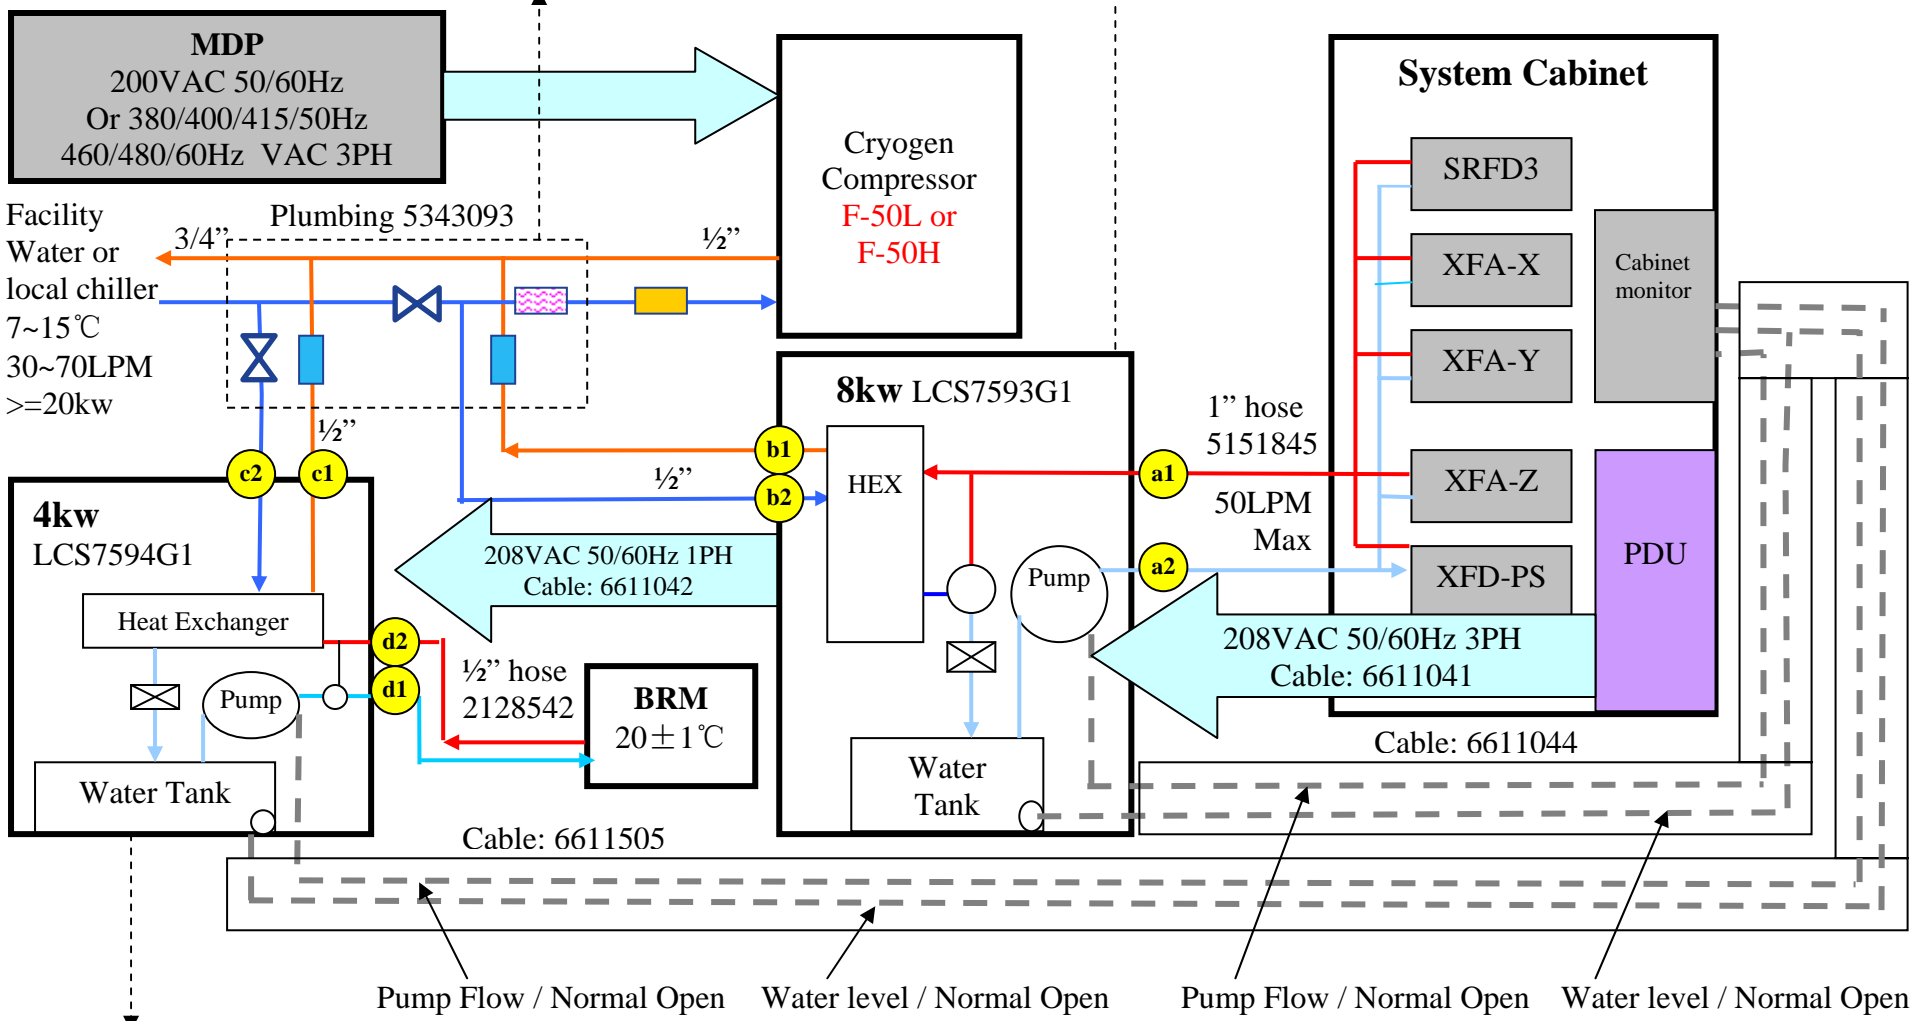 MDP
200VAC 50/60Hz
Or 380/400/415/50Hz
460/480/60Hz  VAC 3PH
Cryogen
Compressor
F-50L or
F-50H
System Cabinet
SRFD3
XFA-X
XFA-Y
XFA-Z
XFD-PS
Cabinet
monitor
PDU
Facility
Water or
local chiller
7~15℃
30~70LPM
>=20kw
3/4”
Plumbing 5343093
½”
½”
c2
c1
4kw
LCS7594G1
Heat Exchanger
Pump
Water Tank
d2
d1
½” hose
2128542
BRM
20±1℃
8kw LCS7593G1
b1
b2
½”
HEX
Pump
Water
Tank
208VAC 50/60Hz 1PH
Cable: 6611042
a1
a2
1” hose
5151845
50LPM
Max
208VAC 50/60Hz 3PH
Cable: 6611041
Cable: 6611044
Cable: 6611505
Pump Flow / Normal Open
Water level / Normal Open
Pump Flow / Normal Open
Water level / Normal Open